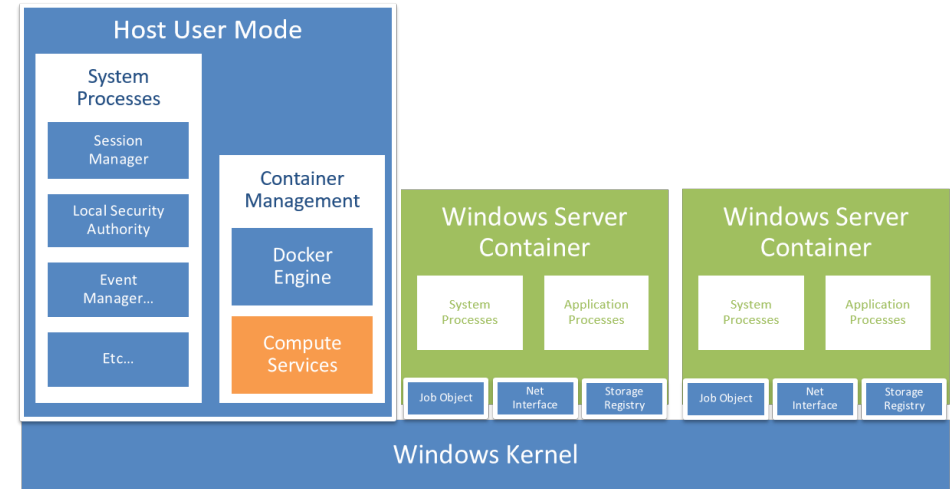 Host User Mode
System
Processes
Session
Manager
Local Security
Authority
Event
Manager...
Etc...
Container
Management
Docker
Engine
Compute
Services
Windows Server
Container
System
Processes
Application
Processes
Job Object
Net
Interface
Storage
Registry
Windows Server
Container
System
Processes
Application
Processes
Job Object
Net
Interface
Storage
Registry
Windows Kernel